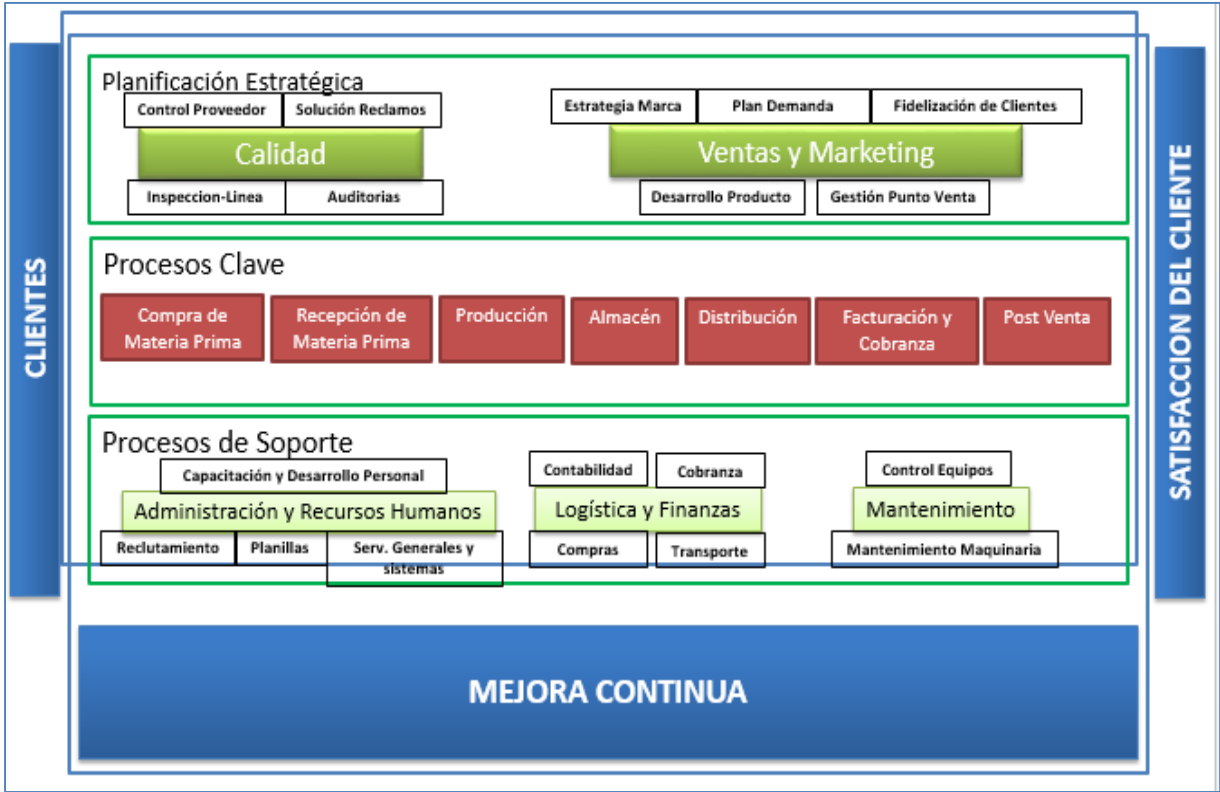 CLIENTES
Planificación Estratégica
Control Proveedor
Solución Reclamos
Calidad
Inspeccion-Linea
Auditorias
Estrategia Marca
Plan Demanda
Fidelización de Clientes
Ventas y Marketing
Desarrollo Producto
Gestión Punto Venta
Procesos Clave
Compra de
Materia Prima
Recepción de
Materia Prima
Producción
Almacén
Distribución
Facturación y
Cobranza
Post Venta
Procesos de Soporte
Capacitación y Desarrollo Personal
Administración y Recursos Humanos
Reclutamiento
Planillas
Serv. Generales y
sistemas
Contabilidad
Cobranza
Logística y Finanzas
Compras
Transporte
Control Equipos
Mantenimiento
Mantenimiento Maquinaria
SATISFACCION DEL CLIENTE
MEJORA CONTINUA